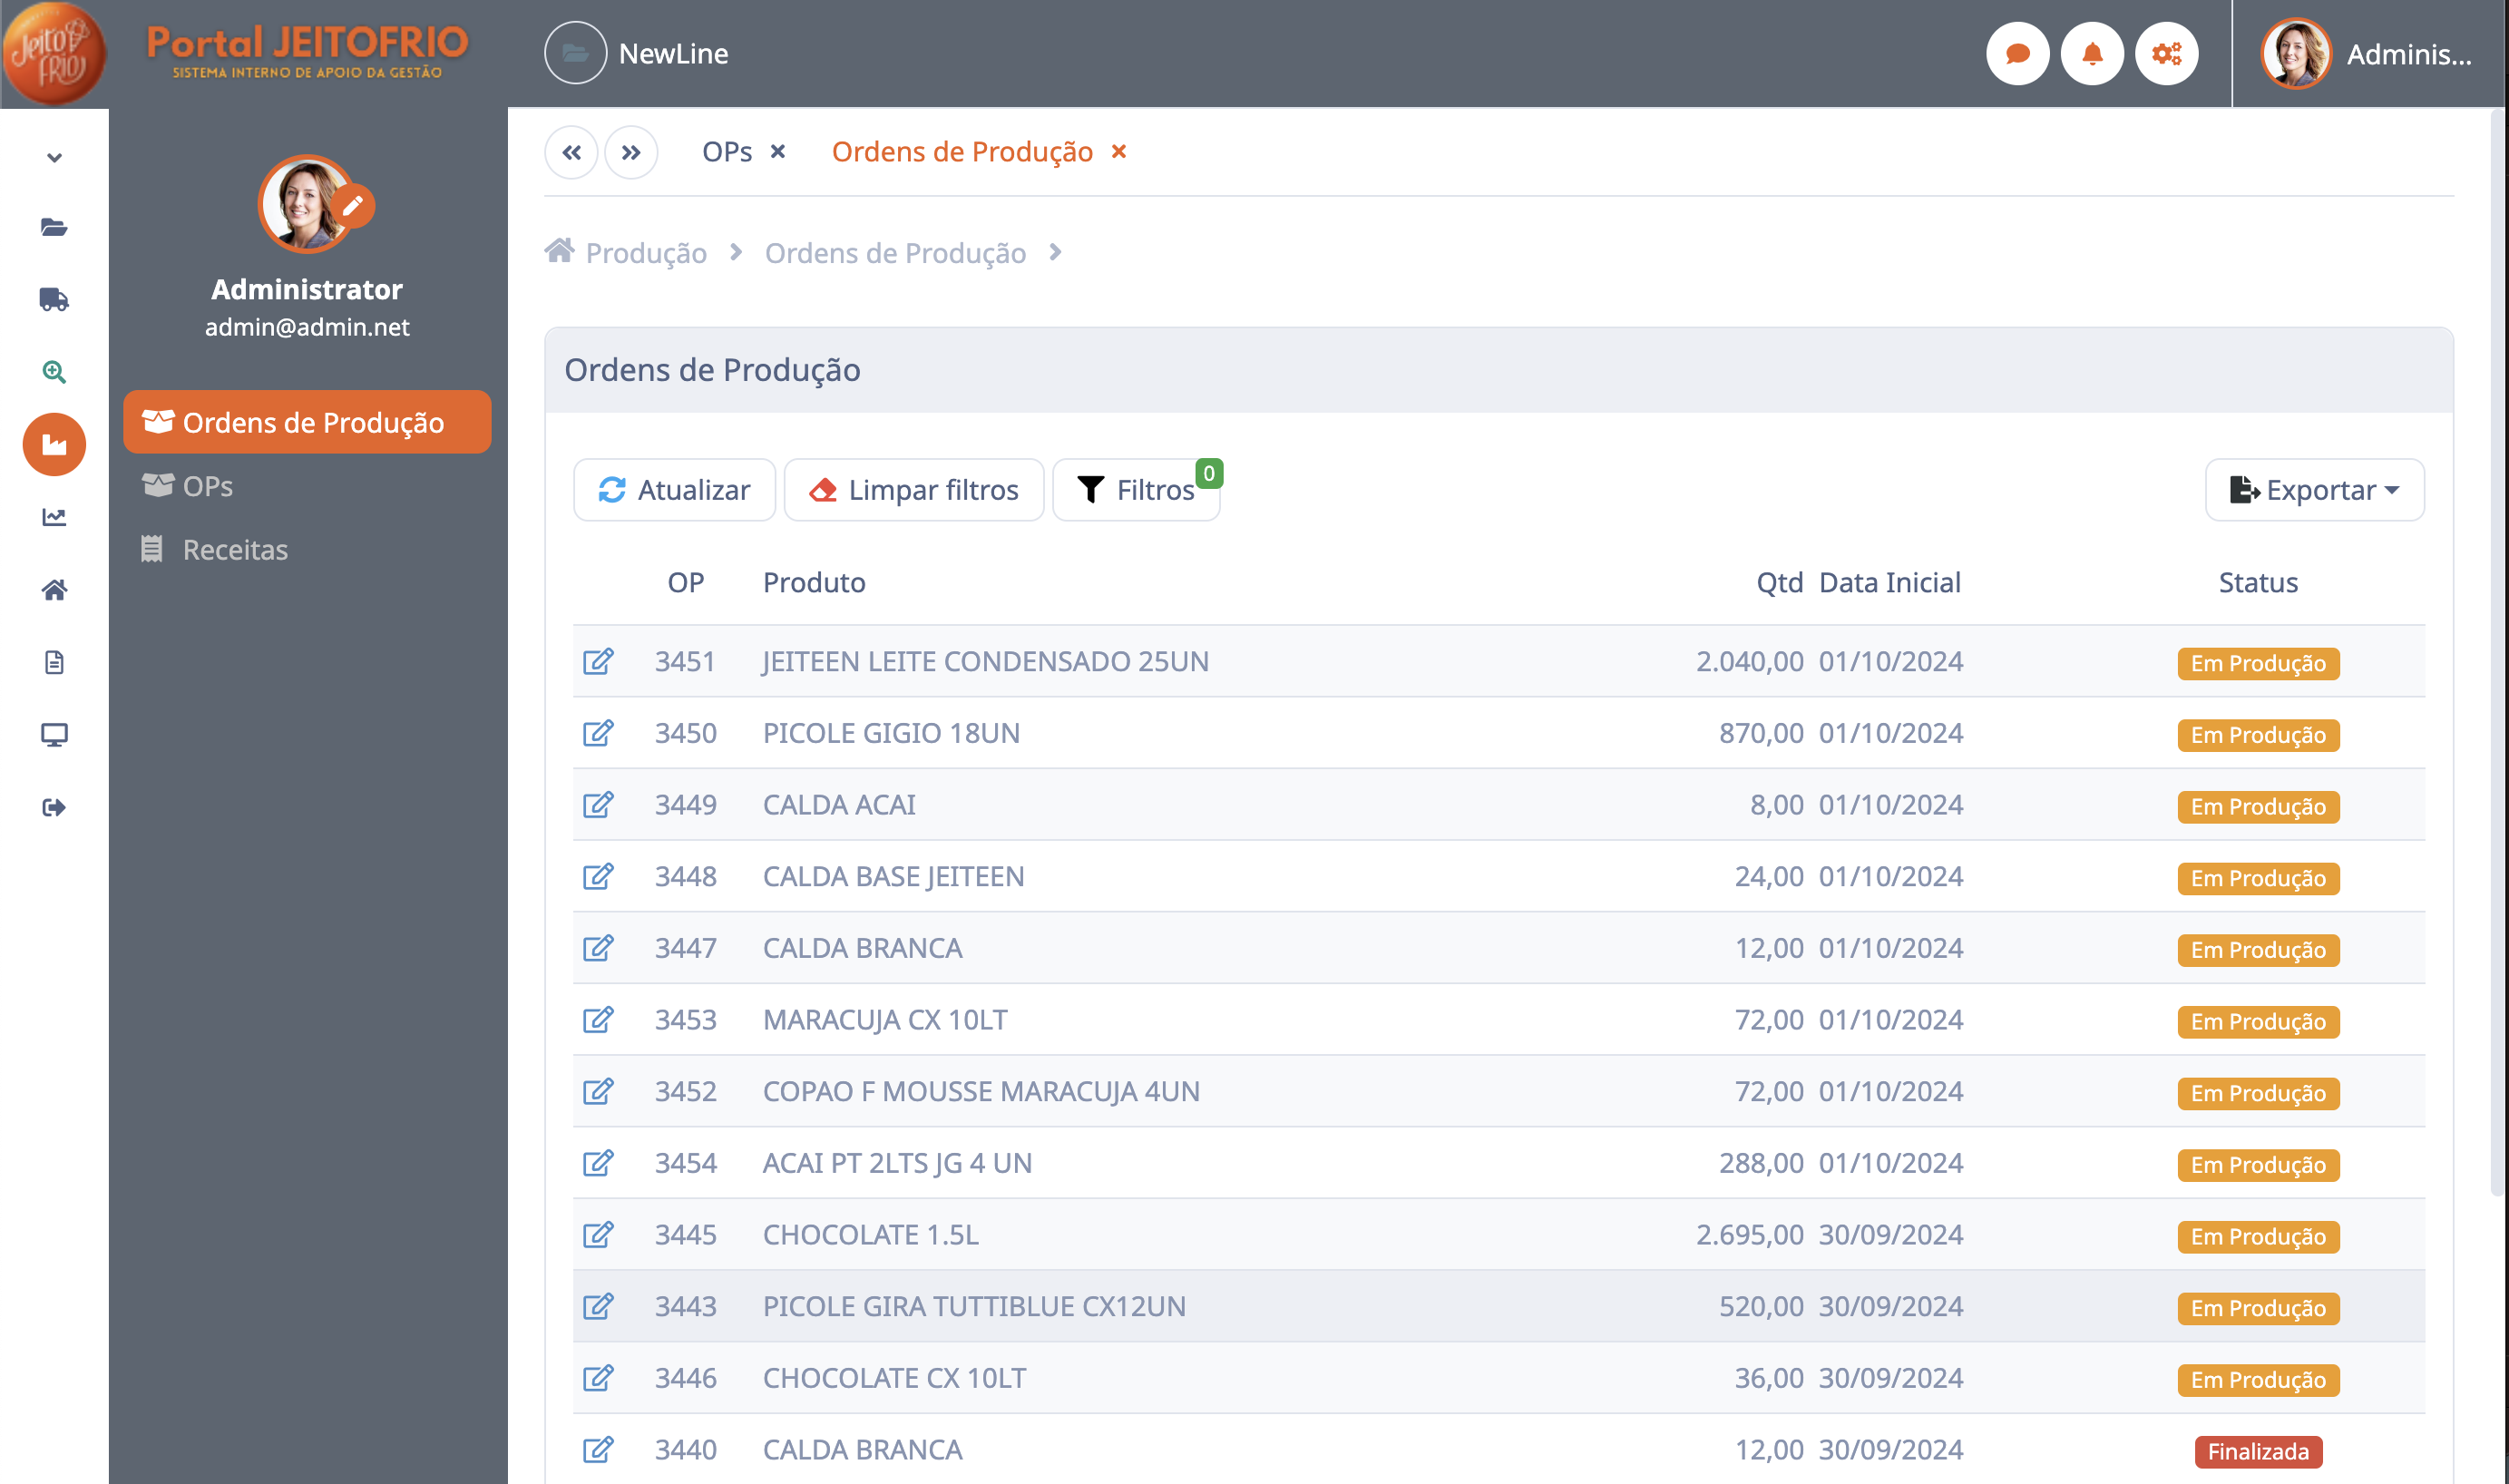 Jeito FRIO
Portal JEITOFRIO
SISTEMA INTERNO DE APOIO DA GESTÃO
NewLine
Adminis...
Administrator
admin@admin.net
Ordens de Produção
OPs
Receitas
OPs × Ordens de Produção ×
Produção > Ordens de Produção >
Ordens de Produção
Atualizar Limpar filtros Filtros 0 Exportar
OP Produto Qtd Data Inicial Status
3451 JEITEEN LEITE CONDENSADO 25UN 2.040,00 01/10/2024 Em Produção
3450 PICOLE GIGIO 18UN 870,00 01/10/2024 Em Produção
3449 CALDA ACAI 8,00 01/10/2024 Em Produção
3448 CALDA BASE JEITEEN 24,00 01/10/2024 Em Produção
3447 CALDA BRANCA 12,00 01/10/2024 Em Produção
3453 MARACUJA CX 10LT 72,00 01/10/2024 Em Produção
3452 COPAO F MOUSSE MARACUJA 4UN 72,00 01/10/2024 Em Produção
3454 ACAI PT 2LTS JG 4 UN 288,00 01/10/2024 Em Produção
3445 CHOCOLATE 1.5L 2.695,00 30/09/2024 Em Produção
3443 PICOLE GIRA TUTTIBLUE CX12UN 520,00 30/09/2024 Em Produção
3446 CHOCOLATE CX 10LT 36,00 30/09/2024 Em Produção
3440 CALDA BRANCA 12,00 30/09/2024 Finalizada